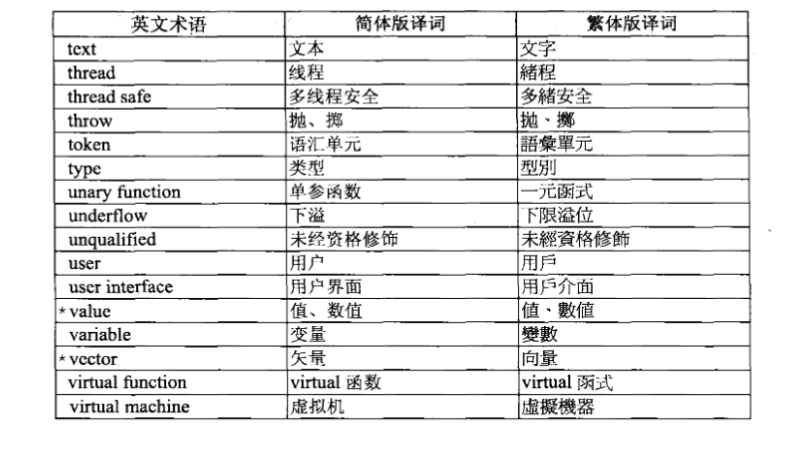 英文术语 简体版译词 繁体版译词
text 文本 文字
thread 线程 緒程
thread safe 多线程安全 多緒安全
throw 抛、掷 抛、擲
token 语汇单元 語彙單元
type 类型 型別
unary function 单参函数 一元函式
underflow 下溢 下限溢位
unqualified 未经资格修饰 未經資格修飾
user 用户 用戶
user interface 用户界面 用戶介面
* value 值、数值 值、數值
variable 变量 變數
* vector 矢量 向量
virtual function virtual 函数 virtual 函式
virtual machine 虚拟机 虛擬機器